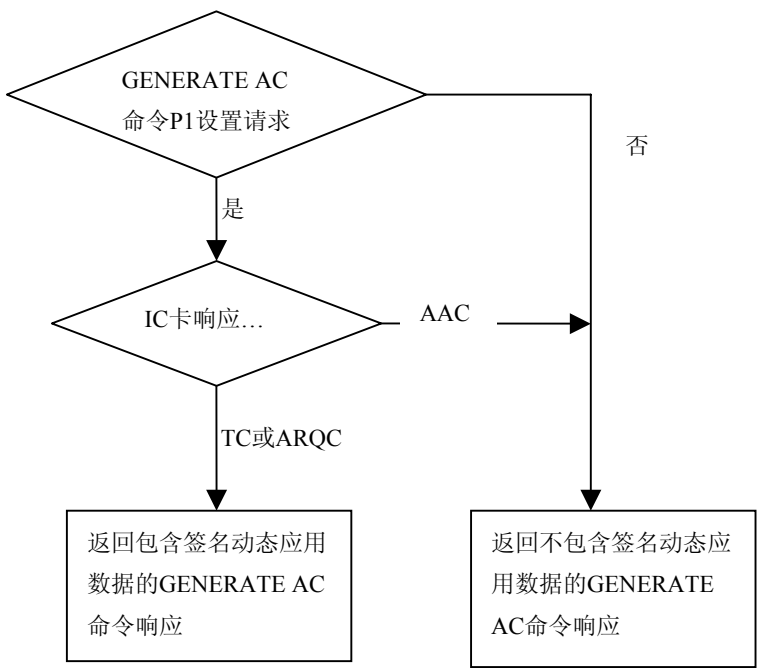 GENERATE AC
命令P1设置请求
否
是
IC卡响应…
AAC
TC或ARQC
返回包含签名动态应用
数据的GENERATE AC
命令响应
返回不包含签名动态应
用数据的GENERATE
AC命令响应